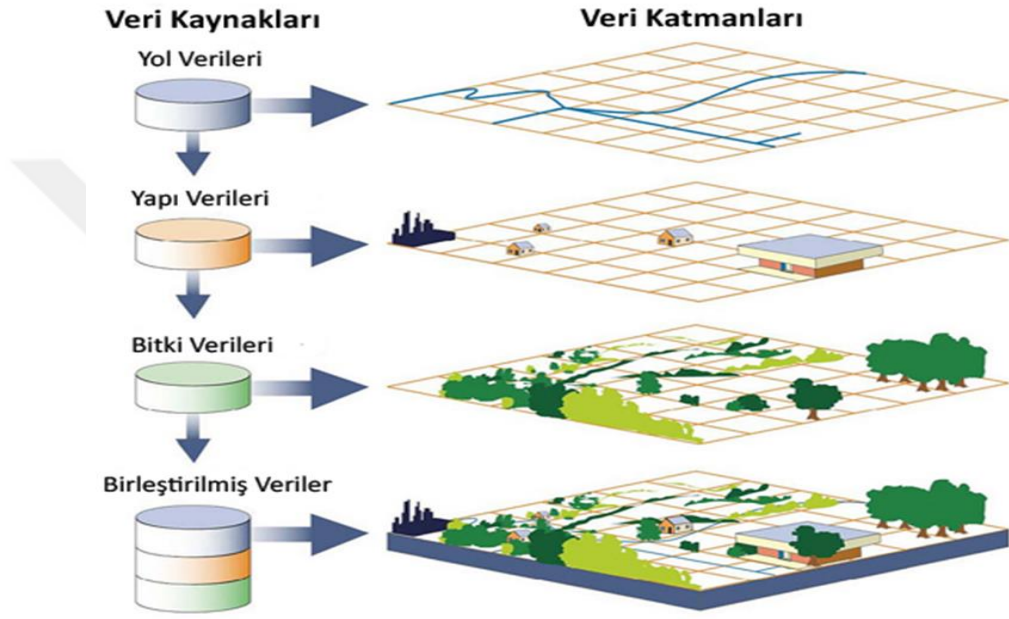 Veri Kaynakları
Veri Katmanları
Yol Verileri
Yapı Verileri
Bitki Verileri
Birleştirilmiş Veriler